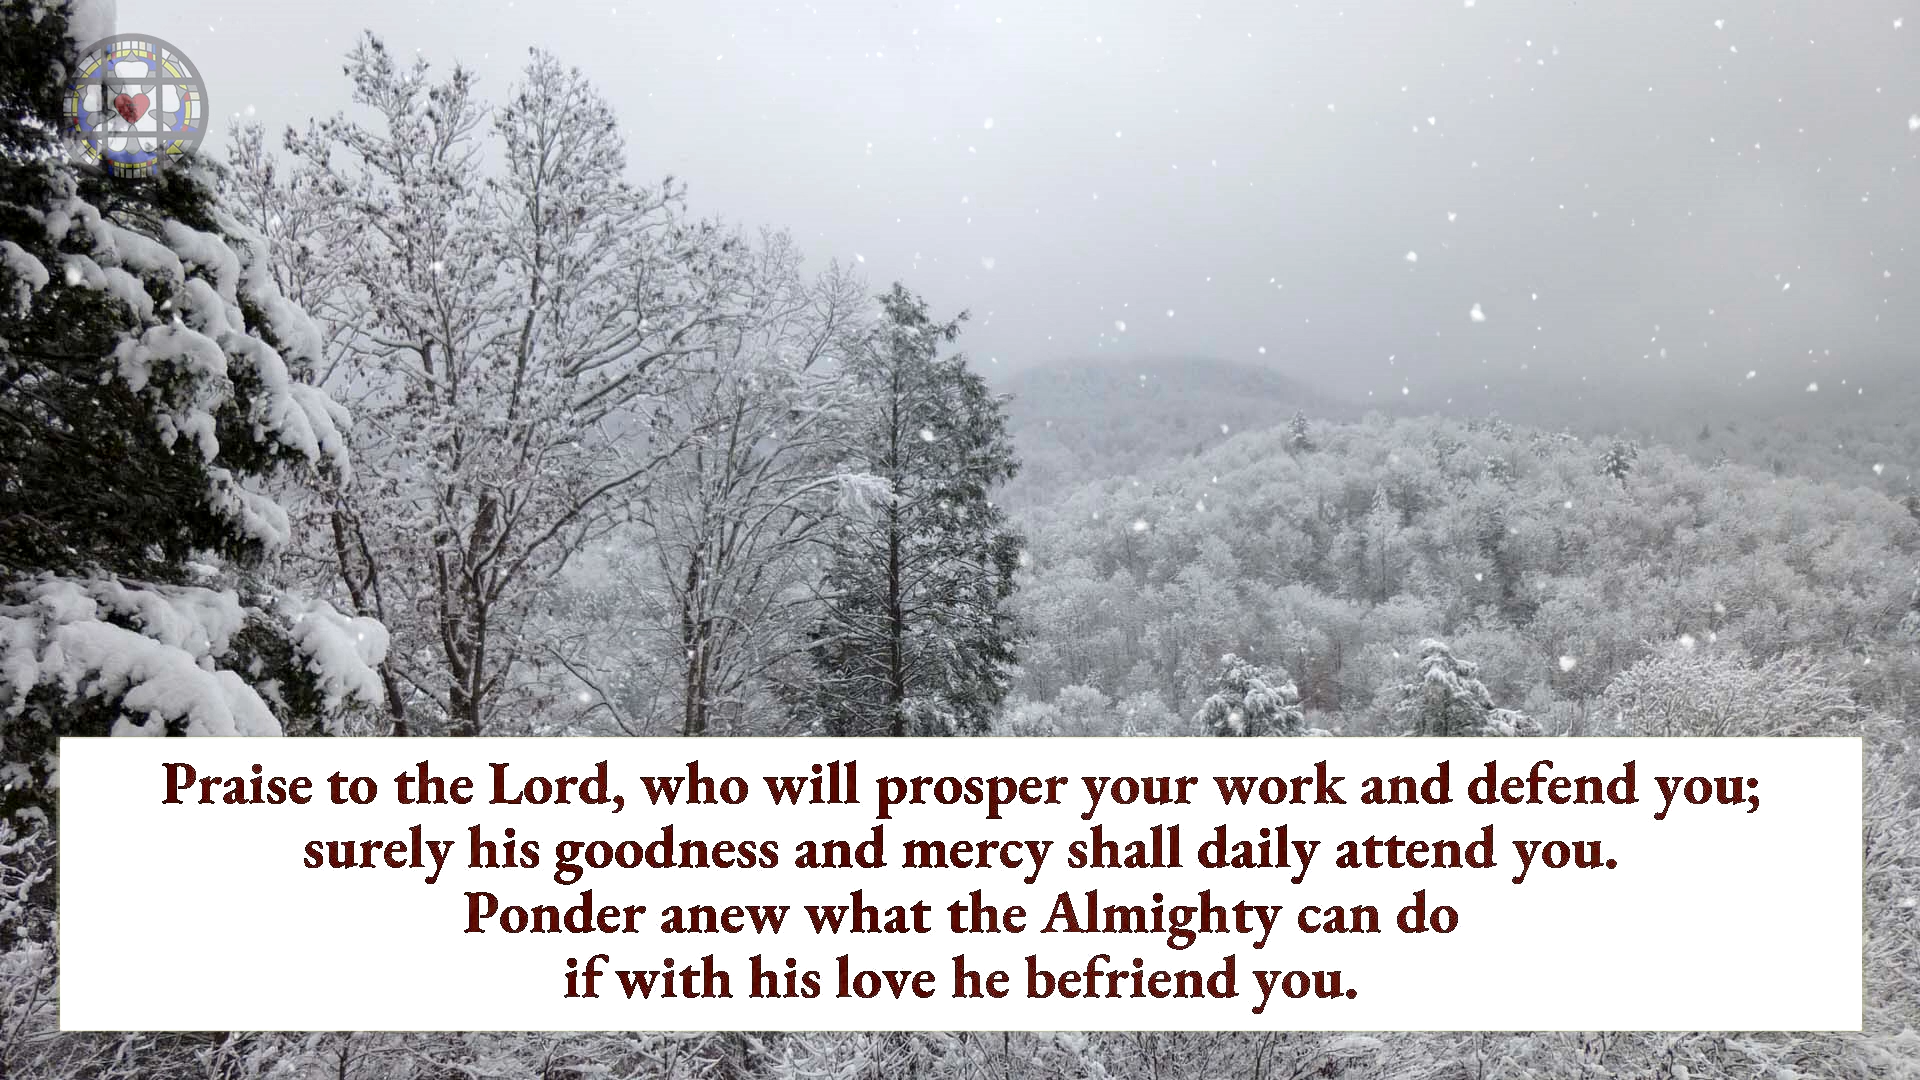 Praise to the Lord, who will prosper your work and defend you;
surely his goodness and mercy shall daily attend you.
Ponder anew what the Almighty can do
if with his love he befriend you.